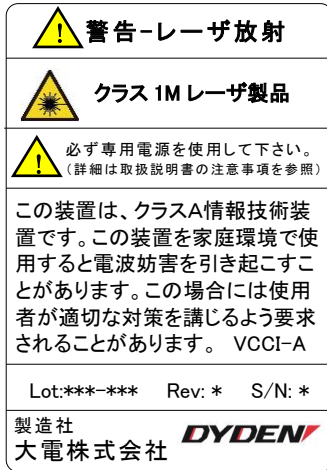 警告-レーザ放射
クラス 1M レーザ製品
必ず専用電源を使用して下さい。
(詳細は取扱説明書の注意事項を参照)
この装置は、クラスA情報技術装
置です。この装置を家庭環境で使
用すると電波妨害を引き起こすこ
とがあります。この場合には使用
者が適切な対策を講じるよう要求
されることがあります。 VCCI-A
Lot:***-*** Rev: * S/N: *
製造社
大電株式会社 DYDEN